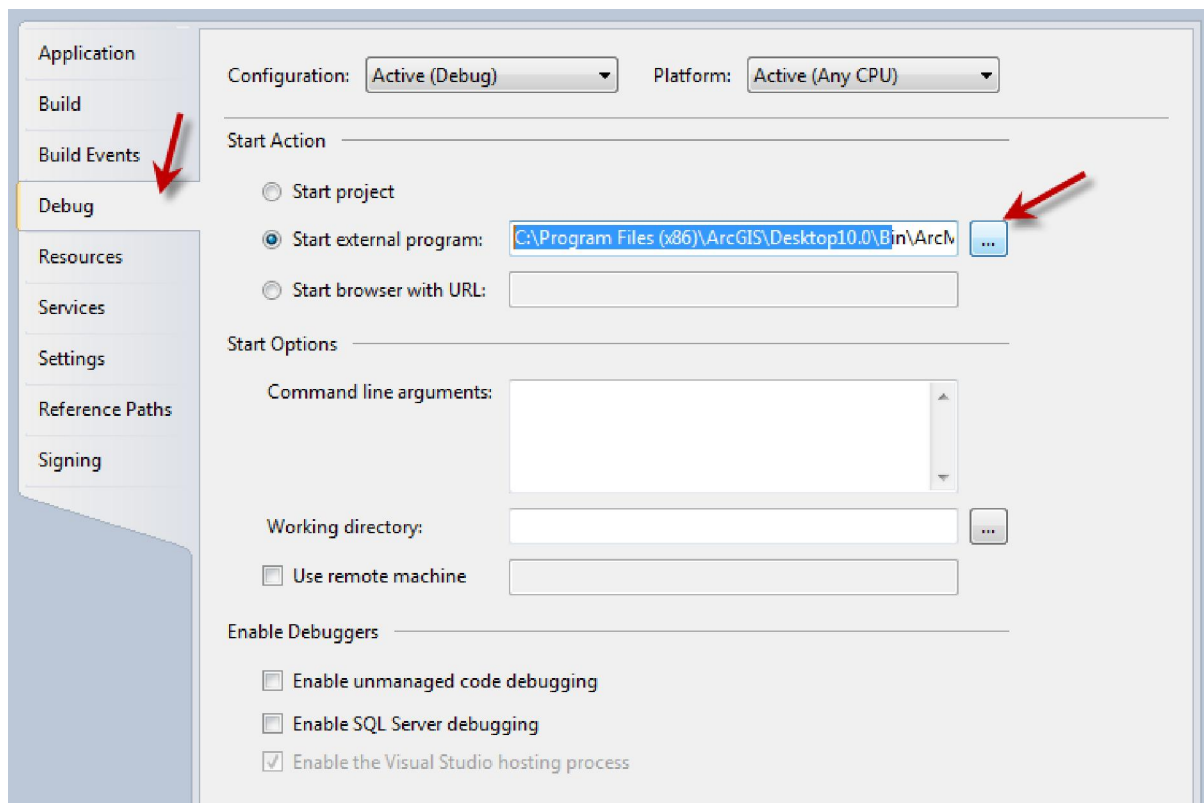 Application
Build
Build Events
Debug
Resources
Services
Settings
Reference Paths
Signing
Configuration: Active (Debug) Platform: Active (Any CPU)
Start Action
Start project
Start external program: C:\Program Files (x86)\ArcGIS\Desktop10.0\Bin\ArcM ...
Start browser with URL:
Start Options
Command line arguments:
Working directory: ...
Use remote machine
Enable Debuggers
Enable unmanaged code debugging
Enable SQL Server debugging
Enable the Visual Studio hosting process